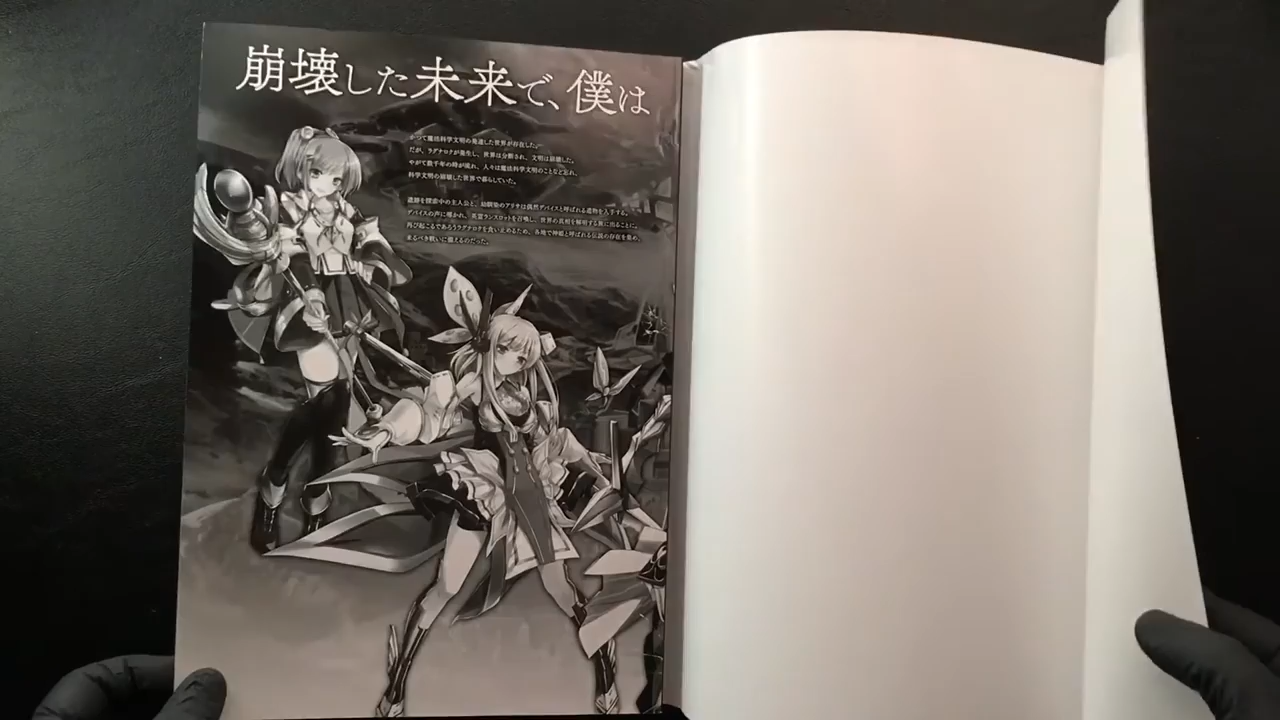 崩壊した未来で、僕は
かつて魔法科学文明の発達した世界が存在した。
だが、ラグナロクが発生し、世界は分断され、文明は崩壊した。
やがて数千年の時が流れ、人々は魔法科学文明のことなど忘れ、
科学文明の崩壊した世界で暮らしていた。
遺跡を探索中の主人公と、幼馴染のアリサは偶然デバイスと呼ばれる遺物を入手する。
デバイスの声に導かれ、英霊ランスロットを召喚し、世界の真相を解明する旅に出ることに。
再び起こるであろうラグナロクを食い止めるため、各地で神姫と呼ばれる伝説の存在を集め、
来るべき戦いに備えるのだった。